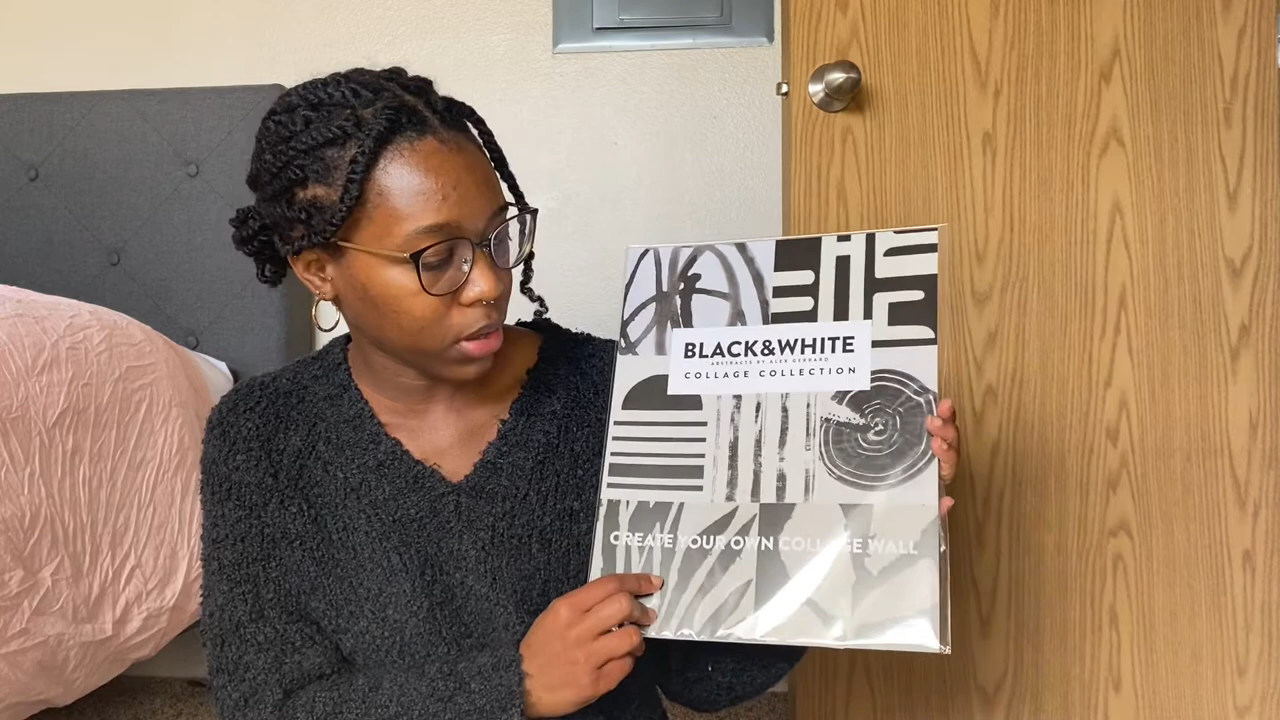 BLACK&WHITE
ABSTRACTS BY ALEX GERRARD
COLLAGE COLLECTION
CREATE YOUR OWN COLLAGE WALL